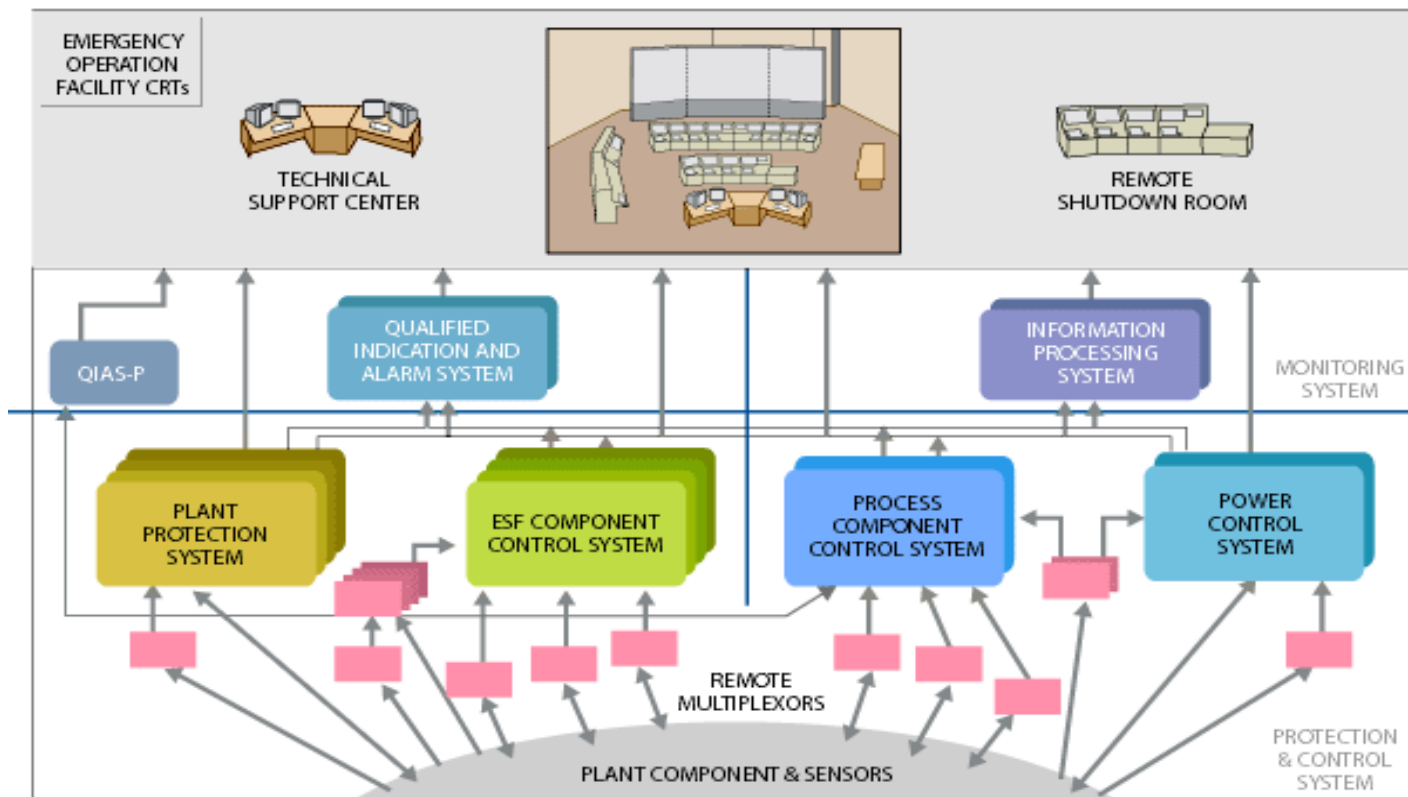 EMERGENCY
OPERATION
FACILITY CRTs
TECHNICAL
SUPPORT CENTER
REMOTE
SHUTDOWN ROOM
QIAS-P
QUALIFIED
INDICATION AND
ALARM SYSTEM
INFORMATION
PROCESSING
SYSTEM
MONITORING
SYSTEM
PLANT
PROTECTION
SYSTEM
ESF COMPONENT
CONTROL SYSTEM
PROCESS
COMPONENT
CONTROL SYSTEM
POWER
CONTROL
SYSTEM
REMOTE
MULTIPLEXORS
PLANT COMPONENT & SENSORS
PROTECTION
& CONTROL
SYSTEM